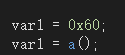 var1 = 0x60;
var1 = a();